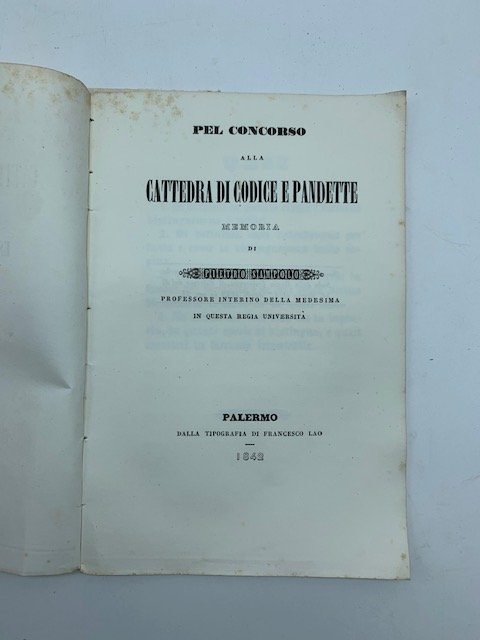 PEL CONCORSO
ALLA
CATTEDRA DI CODICE E PANDETTE
MEMORIA
DI
PIETRO SAMPOLO
PROFESSORE INTERINO DELLA MEDESIMA
IN QUESTA REGIA UNIVERSITÀ
PALERMO
DALLA TIPOGRAFIA DI FRANCESCO LAO
1842